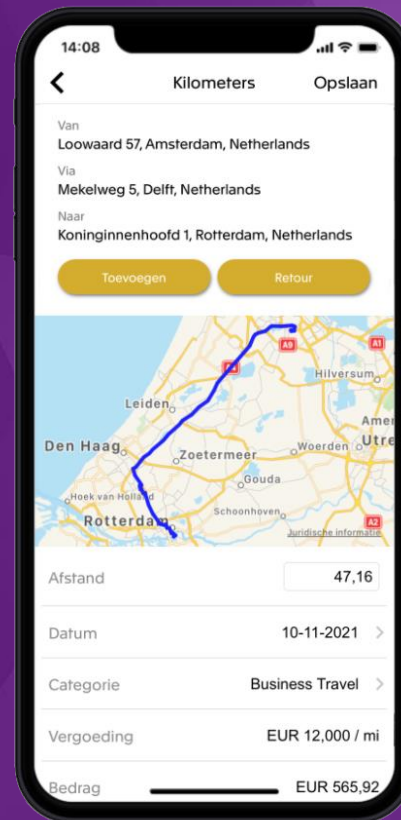 14:08
Kilometers
Opslaan
Van
Loowaard 57, Amsterdam, Netherlands
Via
Mekelweg 5, Delft, Netherlands
Naar
Koninginnenhoofd 1, Rotterdam, Netherlands
Toevoegen
Retour
A9
A1
Hilversum
Leiden
Amer
Den Haag
Zoetermeer
Woerden
Utre
Gouda
Hoek van Holland
Schoonhoven
Rotterdam
A2
Juridische informatie
Afstand
47,16
Datum
10-11-2021
Categorie
Business Travel
Vergoeding
EUR 12,000 / mi
Bedrag
EUR 565,92